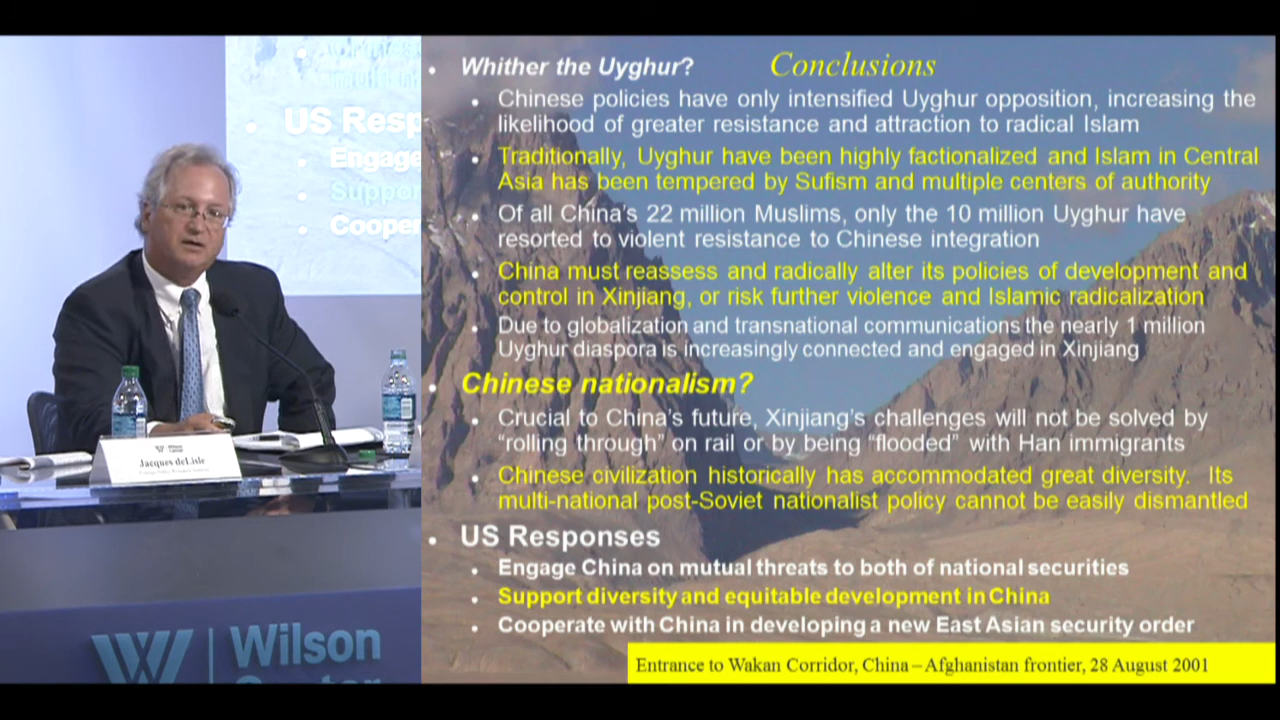 US Resp
Engage
Suppor
Cooper
Wilson
Center
Jacques deLisle
Wilson
Conclusions
Whither the Uyghur?
Chinese policies have only intensified Uyghur opposition, increasing the
likelihood of greater resistance and attraction to radical Islam
Traditionally, Uyghur have been highly factionalized and Islam in Central
Asia has been tempered by Sufism and multiple centers of authority
Of all China's 22 million Muslims, only the 10 million Uyghur have
resorted to violent resistance to Chinese integration
China must reassess and radically alter its policies of development and
control in Xinjiang, or risk further violence and Islamic radicalization
Due to globalization and transnational communications the nearly 1 million
Uyghur diaspora is increasingly connected and engaged in Xinjiang
Chinese nationalism?
Crucial to China's future, Xinjiang's challenges will not be solved by
“rolling through” on rail or by being “flooded” with Han immigrants
Chinese civilization historically has accommodated great diversity. Its
multi-national post-Soviet nationalist policy cannot be easily dismantled
US Responses
Engage China on mutual threats to both of national securities
Support diversity and equitable development in China
Cooperate with China in developing a new East Asian security order
Entrance to Wakan Corridor, China – Afghanistan frontier, 28 August 2001